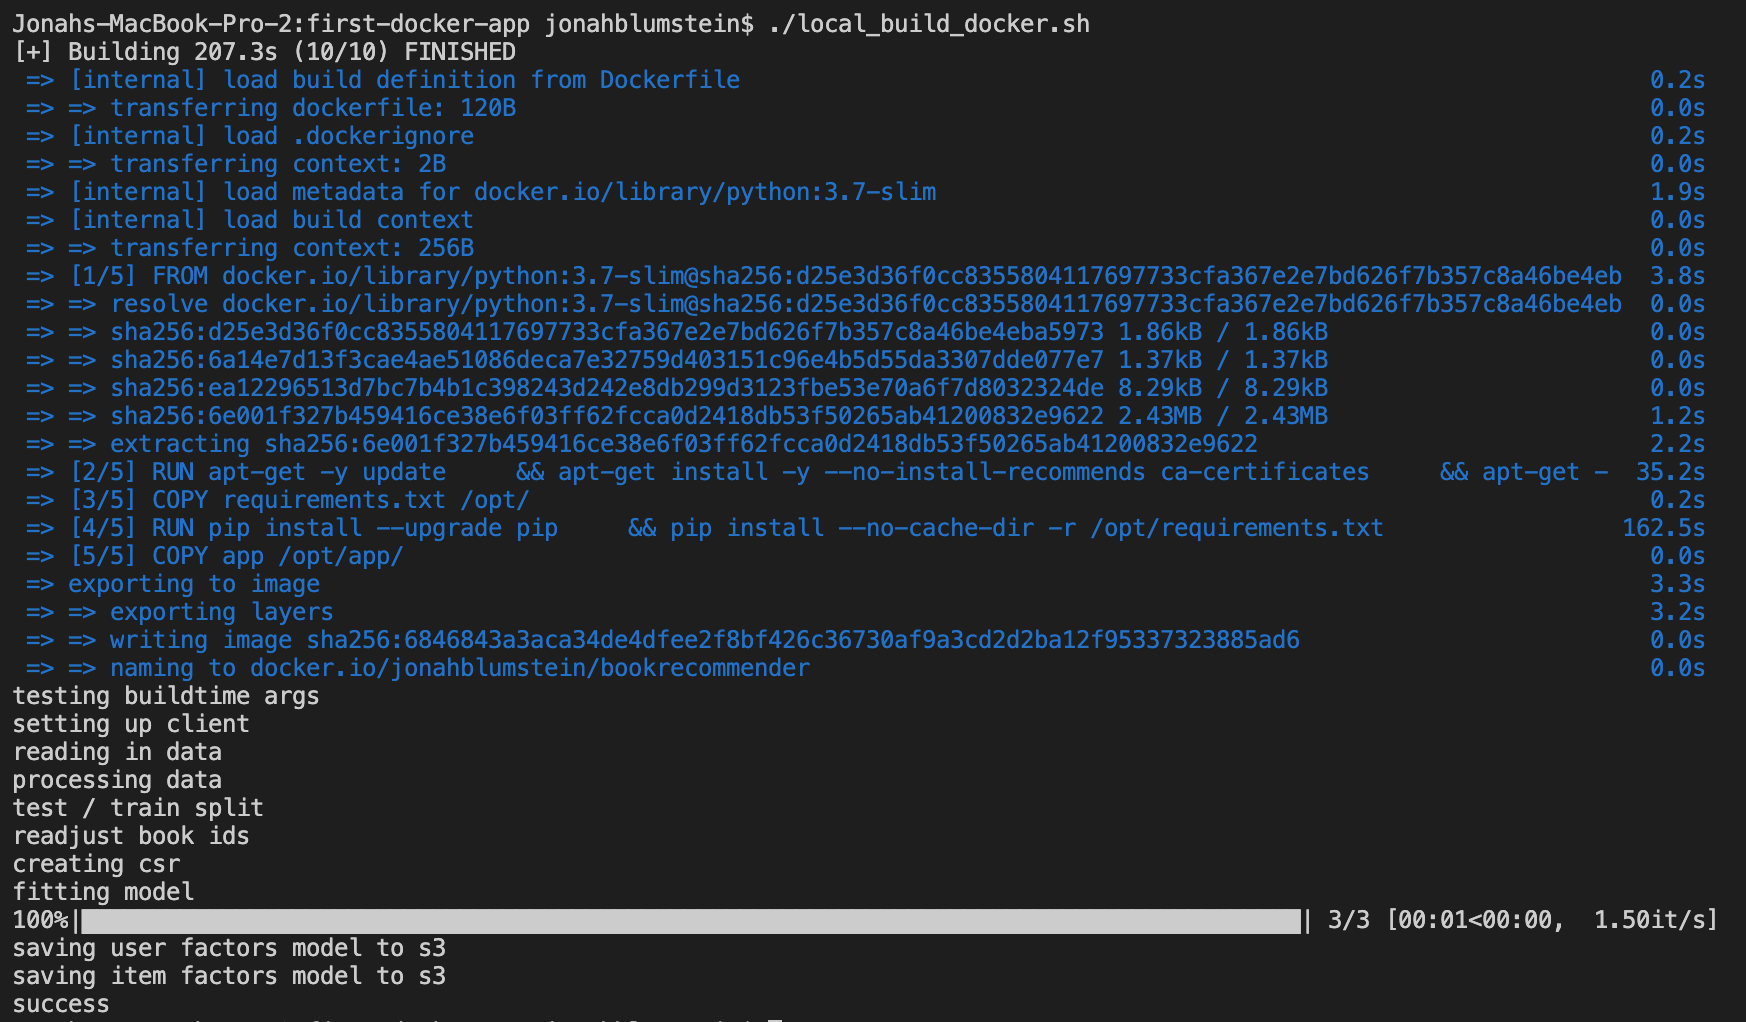 Jonahs-MacBook-Pro-2:first-docker-app jonahblumstein$ ./local_build_docker.sh
[+] Building 207.3s (10/10) FINISHED
=> [internal] load build definition from Dockerfile 0.2s
=> => transferring dockerfile: 120B 0.0s
=> [internal] load .dockerignore 0.2s
=> => transferring context: 2B 0.0s
=> [internal] load metadata for docker.io/library/python:3.7-slim 1.9s
=> [internal] load build context 0.0s
=> => transferring context: 256B 0.0s
=> [1/5] FROM docker.io/library/python:3.7-slim@sha256:d25e3d36f0cc8355804117697733cfa367e2e7bd626f7b357c8a46be4eb 3.8s
=> => resolve docker.io/library/python:3.7-slim@sha256:d25e3d36f0cc8355804117697733cfa367e2e7bd626f7b357c8a46be4eb 0.0s
=> => sha256:d25e3d36f0cc8355804117697733cfa367e2e7bd626f7b357c8a46be4eba5973 1.86kB / 1.86kB 0.0s
=> => sha256:6a14e7d13f3cae4ae51086deca7e32759d403151c96e4b5d55da3307dde077e7 1.37kB / 1.37kB 0.0s
=> => sha256:ea12296513d7bc7b4b1c398243d242e8db299d3123fbe53e70a6f7d8032324de 8.29kB / 8.29kB 0.0s
=> => sha256:6e001f327b459416ce38e6f03ff62fcca0d2418db53f50265ab41200832e9622 2.43MB / 2.43MB 1.2s
=> => extracting sha256:6e001f327b459416ce38e6f03ff62fcca0d2418db53f50265ab41200832e9622 2.2s
=> [2/5] RUN apt-get -y update && apt-get install -y --no-install-recommends ca-certificates && apt-get - 35.2s
=> [3/5] COPY requirements.txt /opt/ 0.2s
=> [4/5] RUN pip install --upgrade pip && pip install --no-cache-dir -r /opt/requirements.txt 162.5s
=> [5/5] COPY app /opt/app/ 0.0s
=> exporting to image 3.3s
=> => exporting layers 3.2s
=> => writing image sha256:6846843a3aca34de4dfee2f8bf426c36730af9a3cd2d2ba12f95337323885ad6 0.0s
=> => naming to docker.io/jonahblumstein/bookrecommender 0.0s
testing buildtime args
setting up client
reading in data
processing data
test / train split
readjust book ids
creating csr
fitting model
100%| | 3/3 [00:01<00:00, 1.50it/s]
saving user factors model to s3
saving item factors model to s3
success